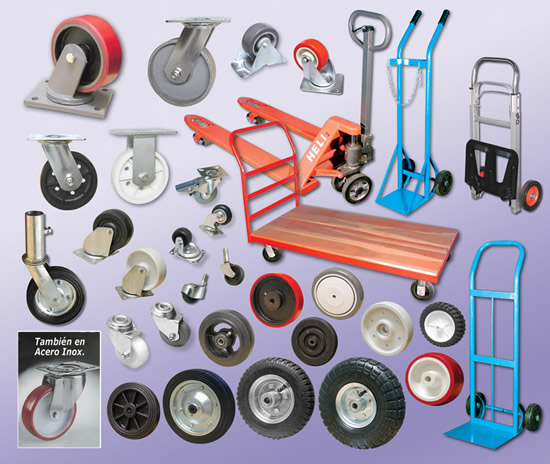 HELI
También en
Acero Inox.